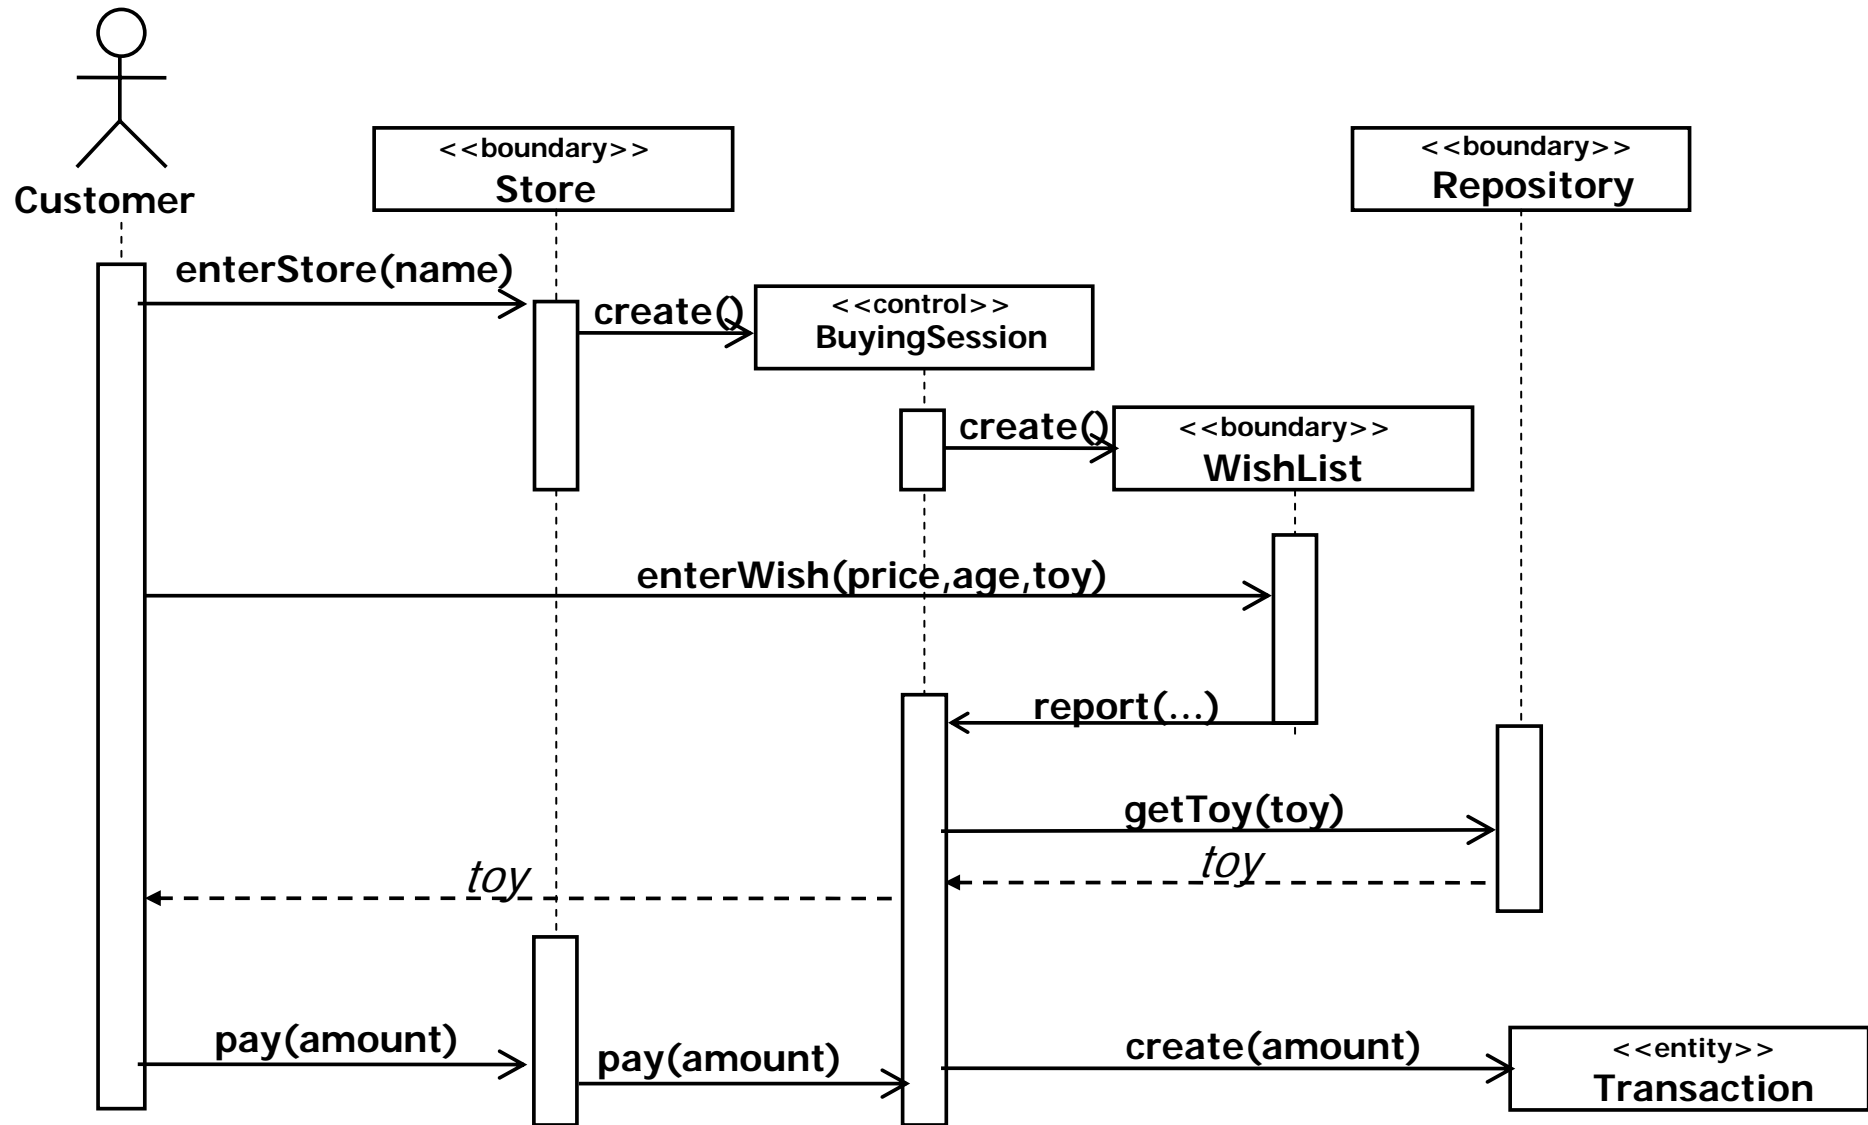 <<boundary>>
Store
<<boundary>>
Repository
Customer
enterStore(name)
create()
<<control>>
BuyingSession
create()
<<boundary>>
WishList
enterWish(price,age,toy)
report(...)
getToy(toy)
toy
toy
pay(amount)
pay(amount)
create(amount)
<<entity>>
Transaction